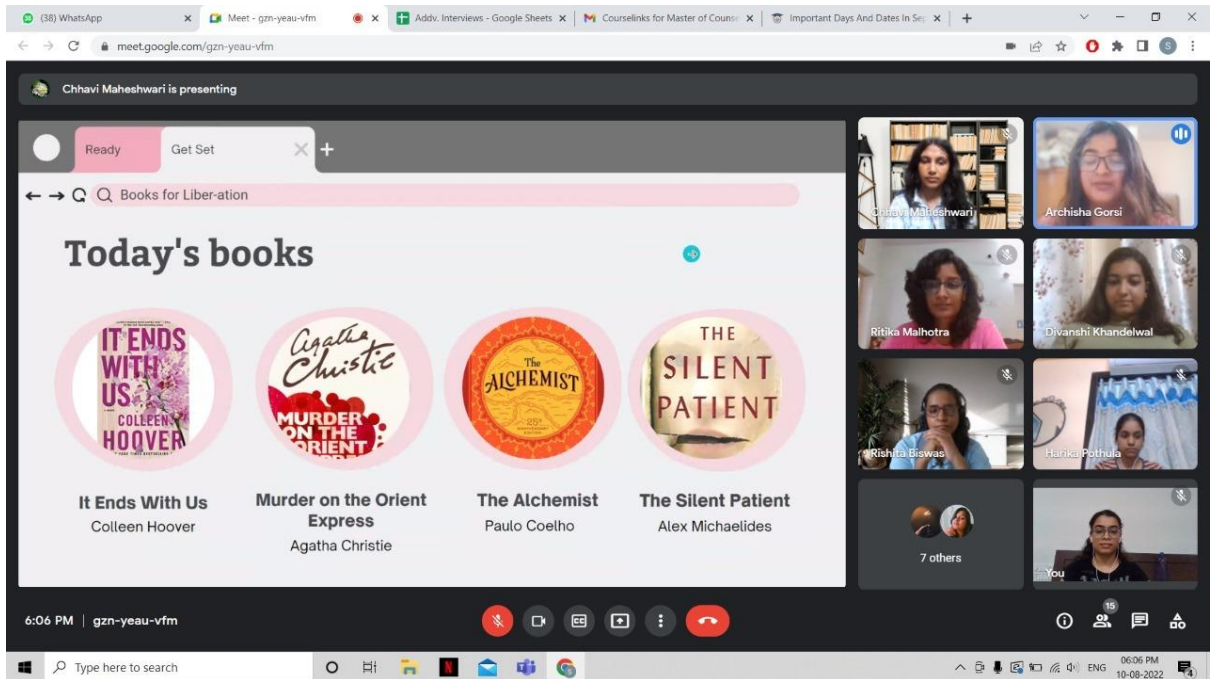 (38) WhatsApp
Meet - gzn-yeau-vfm
Addv. Interviews - Google Sheets
Courselinks for Master of Counse
Important Days And Dates In Sep
meet.google.com/gzn-yeau-vfm
S
Chhavi Maheshwari is presenting
Ready
Get Set
Books for Liber-ation
Today's books
IT ENDS
WITH
US
COLLEEN
HOOVER
Agatha
Christie
MURDER
ON THE
ORIENT
The
ALCHEMIST
25th
THE
SILENT
PATIENT
It Ends With Us
Colleen Hoover
Murder on the Orient
Express
Agatha Christie
The Alchemist
Paulo Coelho
The Silent Patient
Alex Michaelides
Chhavi Maheshwari
Archisha Gorsi
Ritika Malhotra
Divanshi Khandelwal
Rishita Biswas
Harika Pothula
7 others
You
6:06 PM | gzn-yeau-vfm
CC
15
Type here to search
N
ENG
06:06 PM
10-08-2022
4